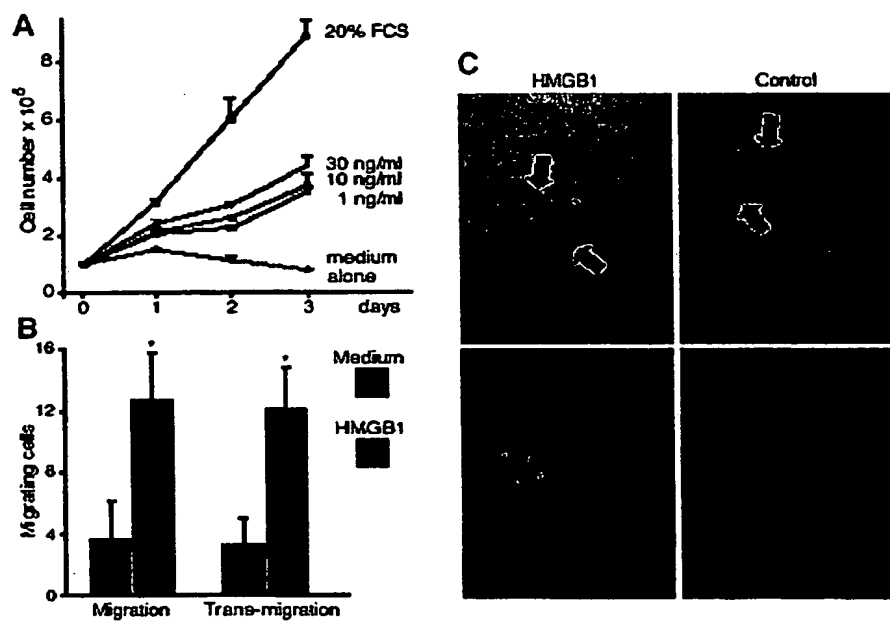 A
20% FCS
30 ng/ml
10 ng/ml
1 ng/ml
medium
alone
Cell number x 10⁶
8
6
4
2
0
0 1 2 3 days
B
Medium
HMGB1
Migrating cells
16
12
8
4
0
* *
Migration Trans-migration
C
HMGB1 Control